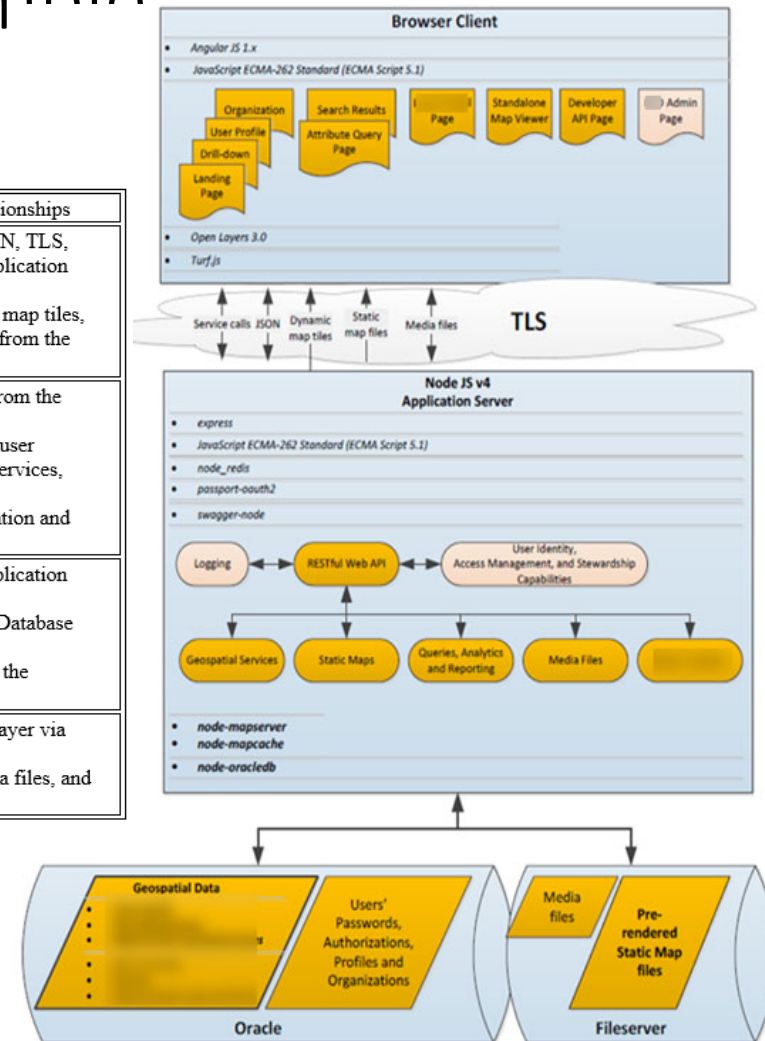 ionships
N, TLS,
plication
map tiles,
from the
rom the
user
ervices,
tion and
plication
Database
the
ayer via
a files, and
Browser Client
• Angular JS 1.x
• JavaScript ECMA-262 Standard (ECMA Script 5.1)
Organization
User Profile
Drill-down
Landing
Page
Search Results
Attribute Query
Page
Page
Standalone
Map Viewer
Developer
API Page
) Admin
Page
• Open Layers 3.0
• Turf.js
Service calls
JSON
Dynamic
map tiles
Static
map files
Media files
TLS
Node JS v4
Application Server
• express
• JavaScript ECMA-262 Standard (ECMA Script 5.1)
• node_redis
• passport-oauth2
• swagger-node
Logging
RESTful Web API
User Identity,
Access Management, and Stewardship
Capabilities
Geospatial Services
Static Maps
Queries, Analytics
and Reporting
Media Files
• node-mapserver
• node-mapcache
• node-oracledb
Geospatial Data
•
•
•
es
•
•
•
Users'
Passwords,
Authorizations,
Profiles and
Organizations
Oracle
Media
files
Pre-
rendered
Static Map
files
Fileserver